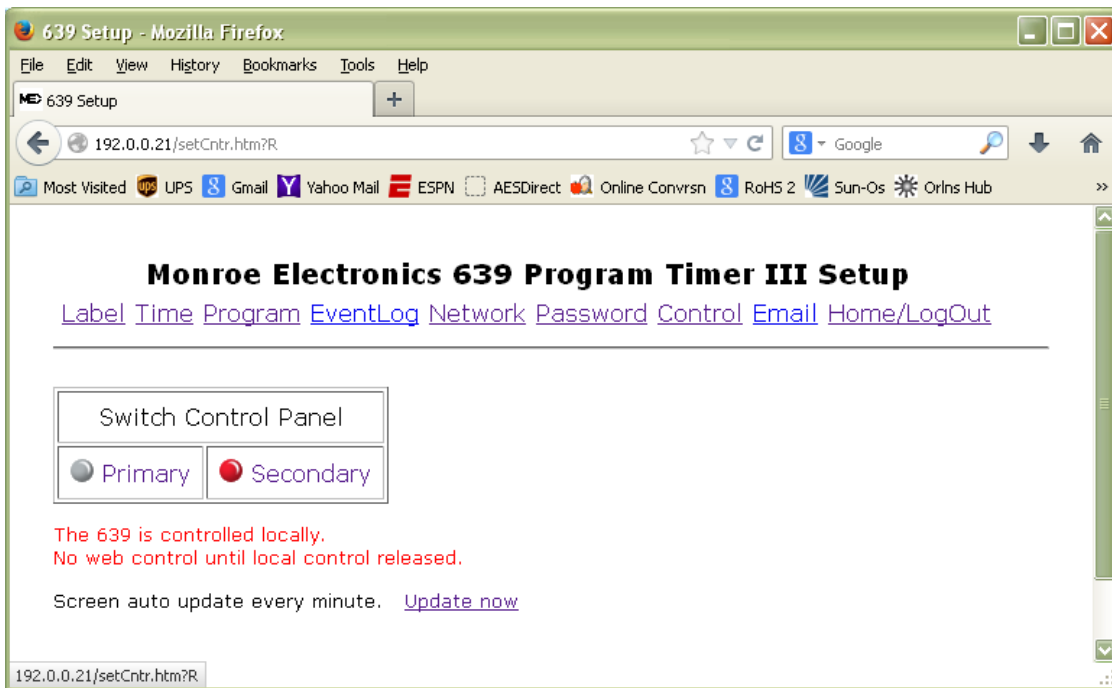 639 Setup - Mozilla Firefox
File Edit View History Bookmarks Tools Help
639 Setup +
192.0.0.21/setCntr.htm?R 8 Google
Most Visited ups UPS 8 Gmail Y Yahoo Mail ESPN AESDirect Online Convrsn 8 RoHS 2 Sun-Os Orlns Hub »
Monroe Electronics 639 Program Timer III Setup
Label Time Program EventLog Network Password Control Email Home/LogOut
Switch Control Panel
Primary Secondary
The 639 is controlled locally.
No web control until local control released.
Screen auto update every minute. Update now
192.0.0.21/setCntr.htm?R